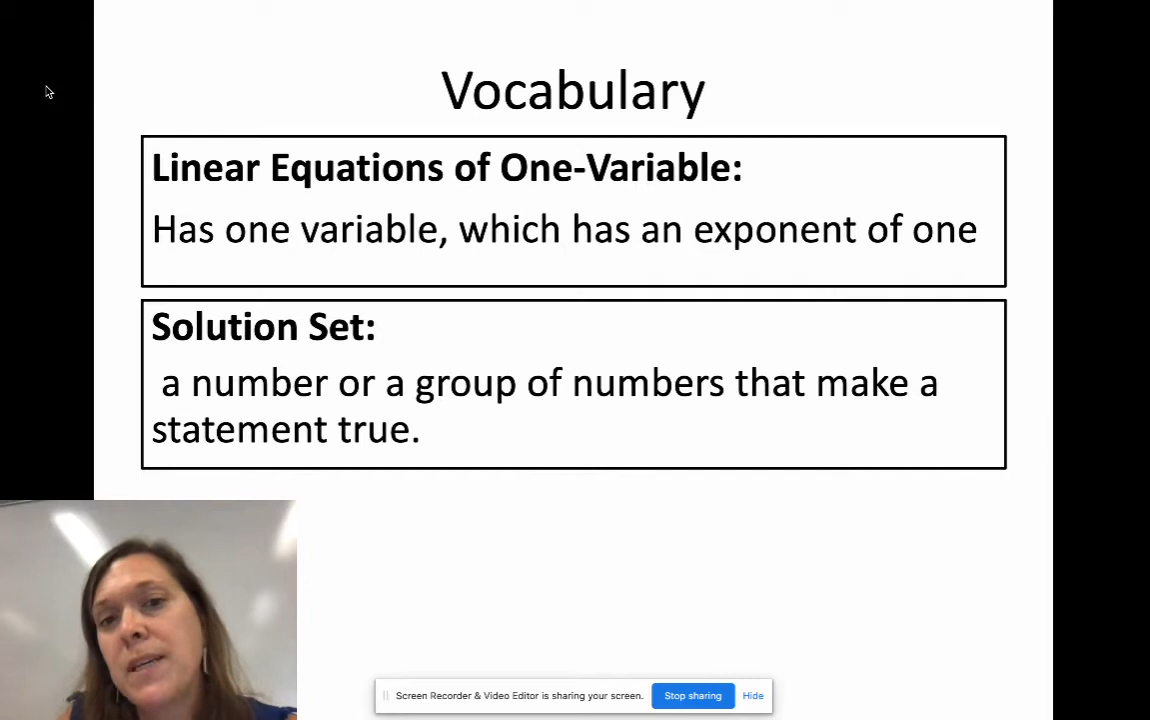 Vocabulary
Linear Equations of One-Variable:
Has one variable, which has an exponent of one
Solution Set:
a number or a group of numbers that make a
statement true.
Screen Recorder & Video Editor is sharing your screen. Stop sharing Hide